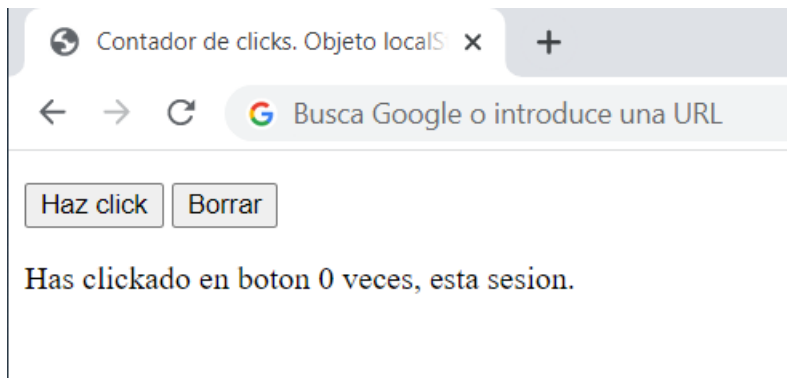 Contador de clicks. Objeto localS
Busca Google o introduce una URL
Haz click Borrar
Has clickado en boton 0 veces, esta sesion.